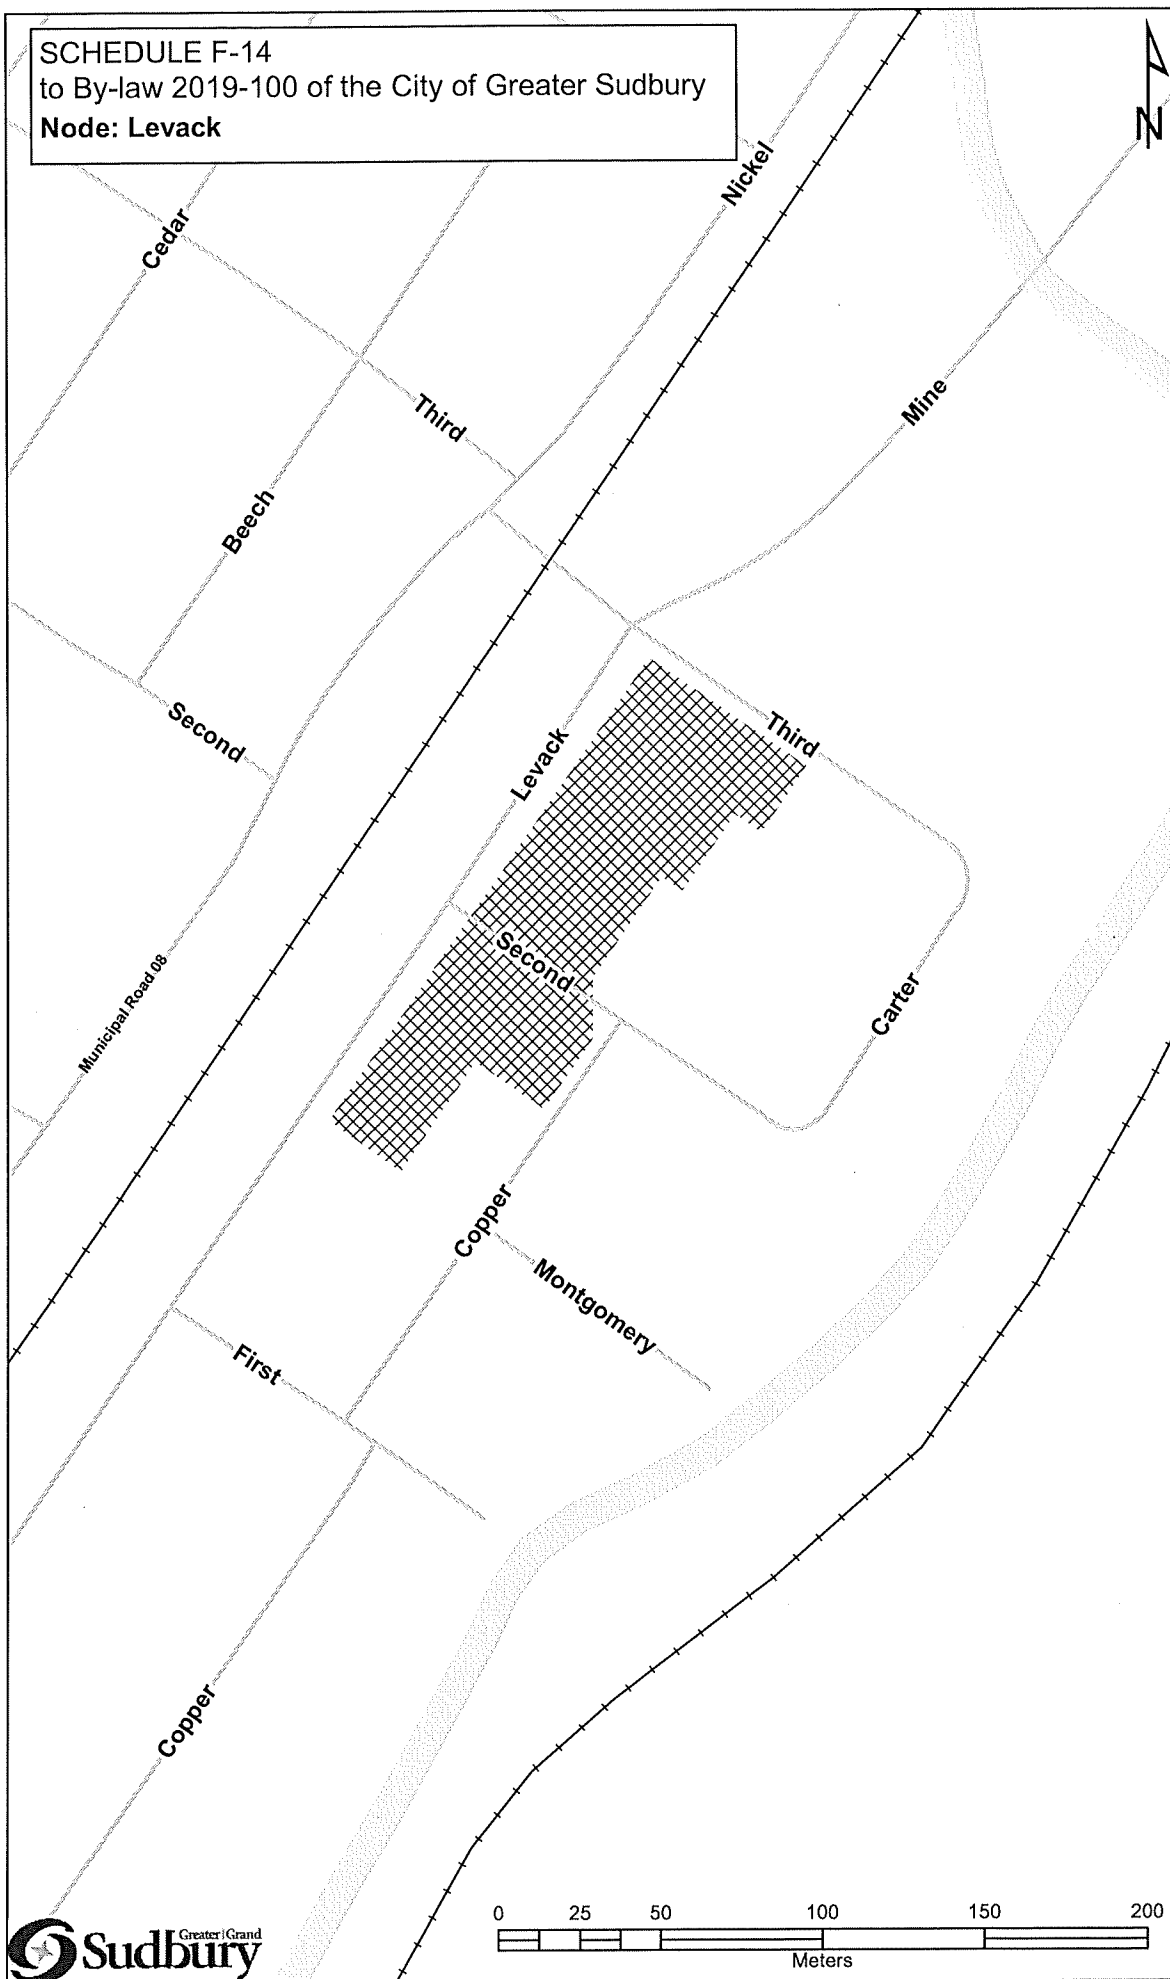 SCHEDULE F-14
to By-law 2019-100 of the City of Greater Sudbury
Node: Levack
N
Nickel
Cedar
Third
Mine
Beech
Second
Levack
Third
Second
Municipal Road 08
Carter
Copper
Montgomery
First
Copper
0 25 50 100 150 200
Meters
Greater | Grand
Sudbury